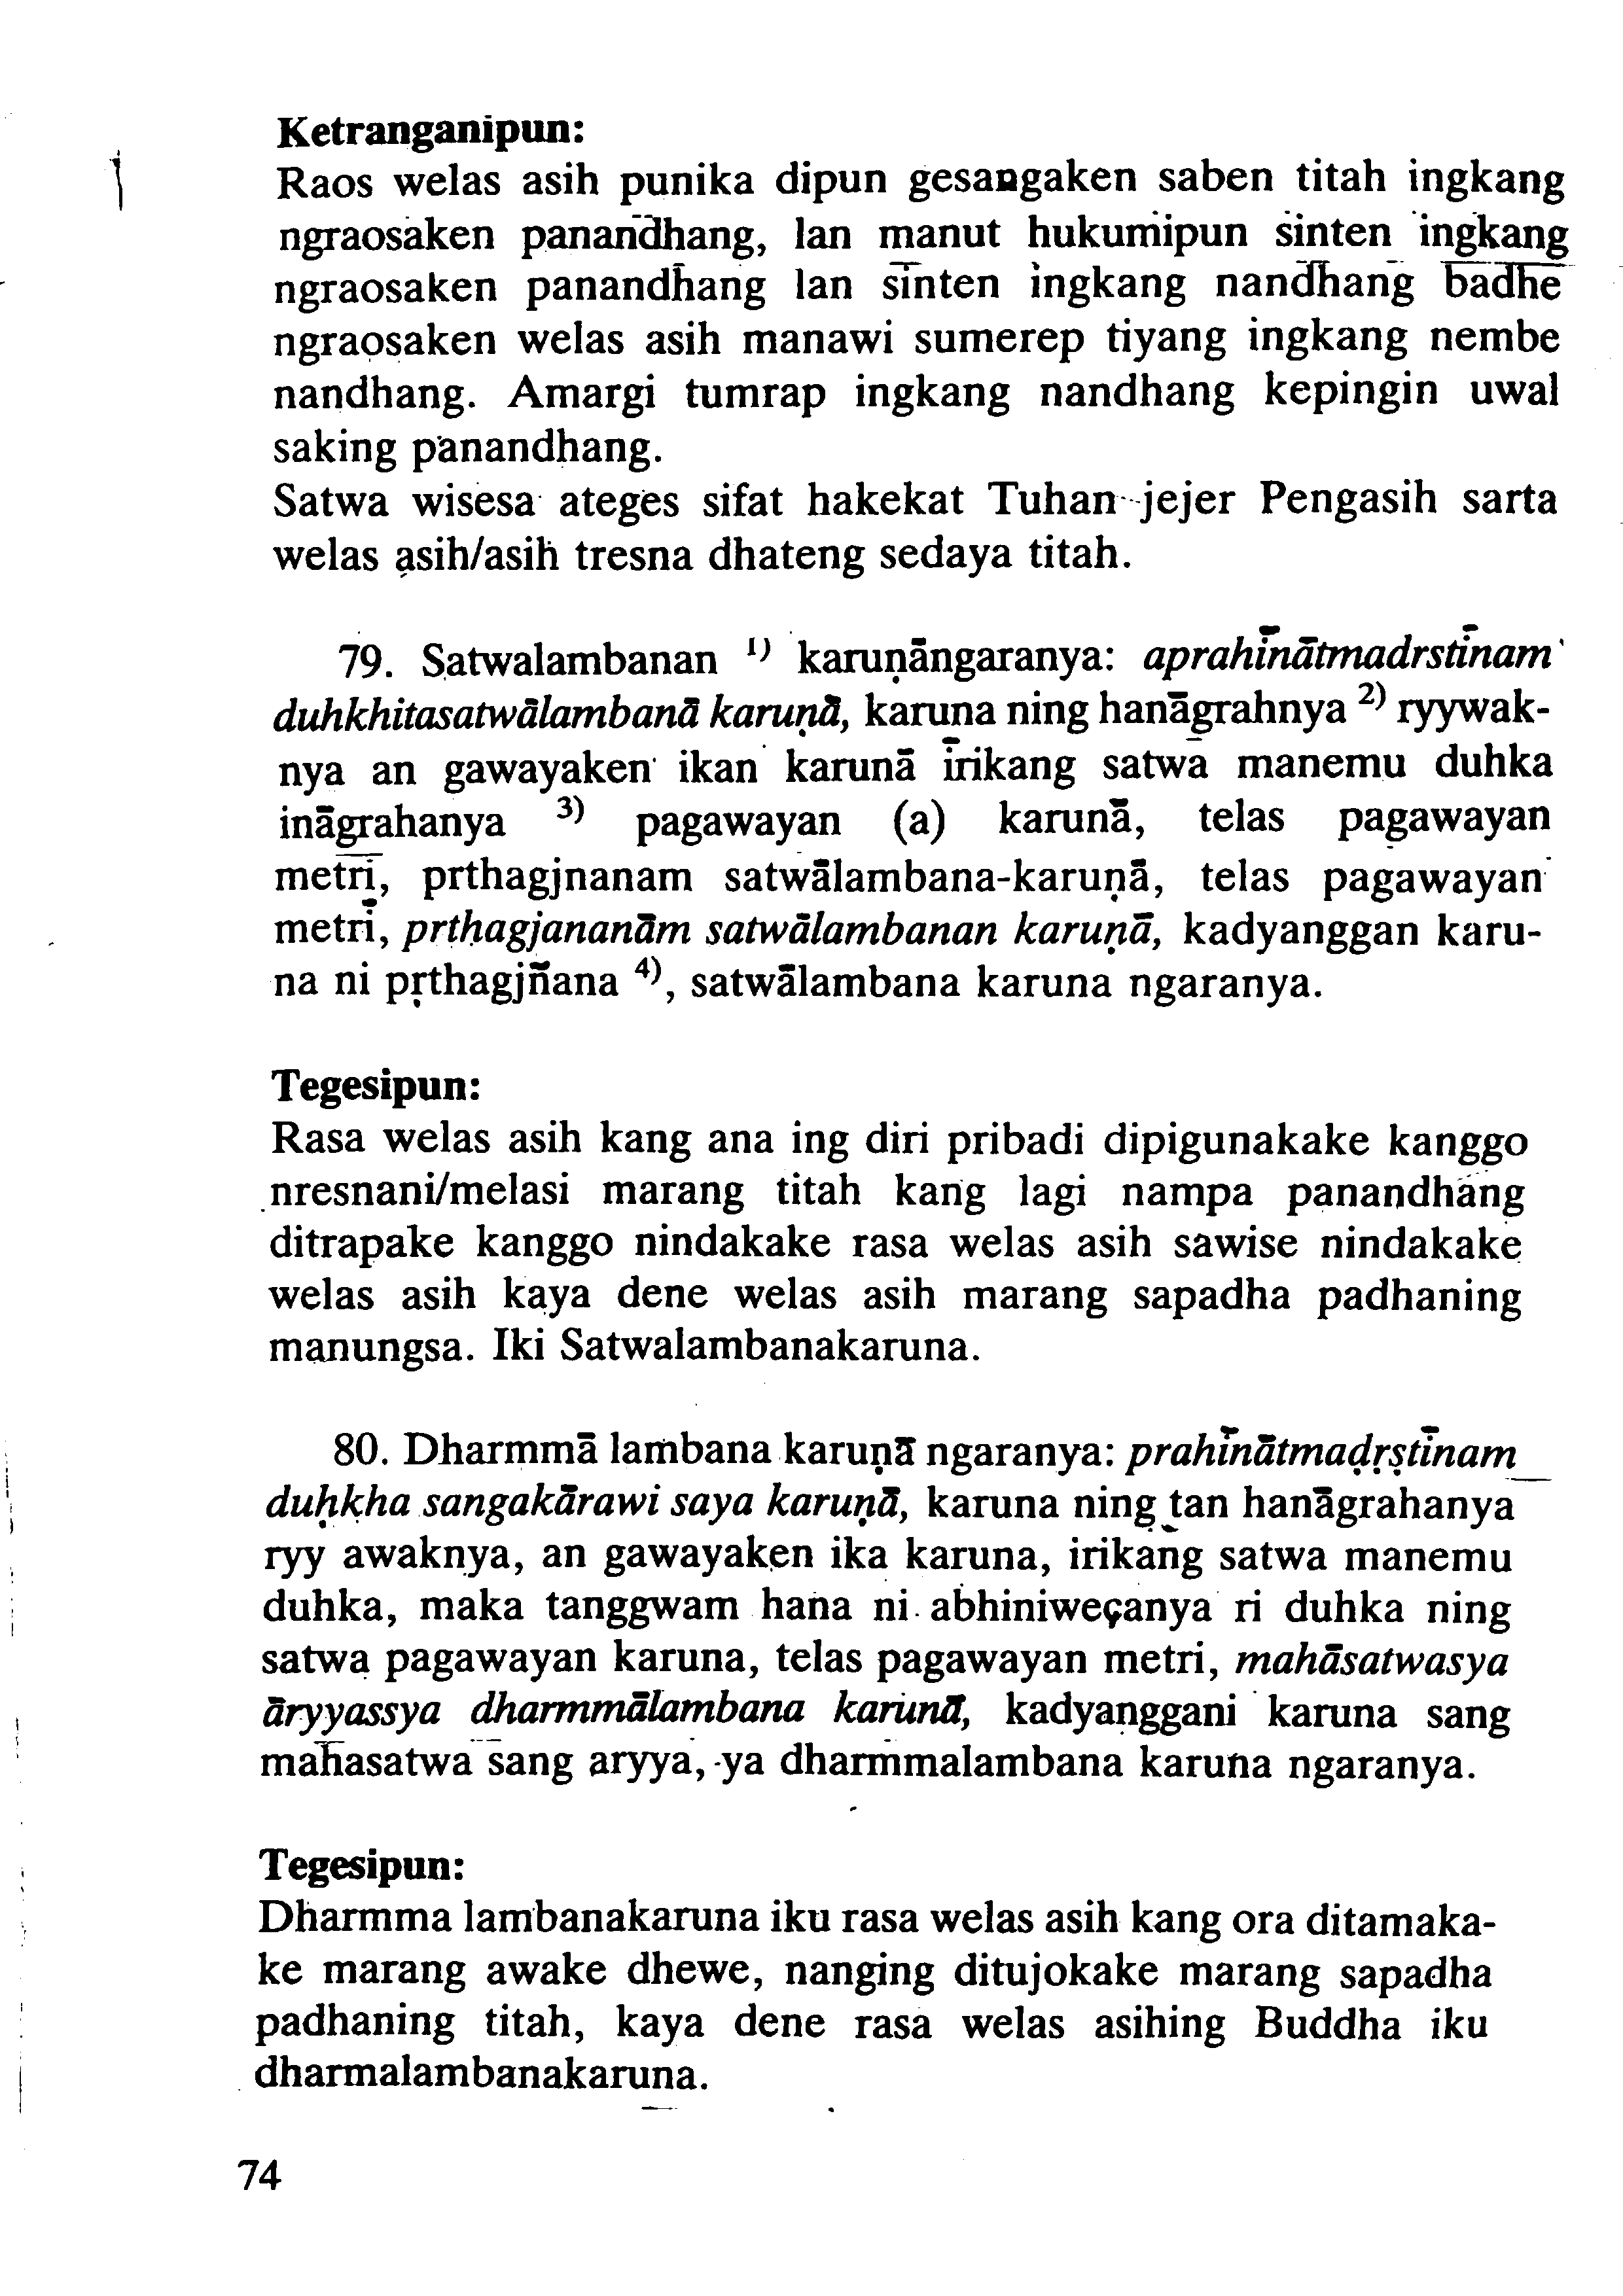 Ketranganipun:
Raos welas asih punika dipun gesangaken saben titah ingkang
ngraosaken panandhang, lan manut hukumipun sinten ingkang
ngraosaken panandhang lan sinten ingkang nandhang badhe
ngraosaken welas asih manawi sumerep tiyang ingkang nembe
nandhang. Amargi tumrap ingkang nandhang kepingin uwal
saking panandhang.
Satwa wisesa ateges sifat hakekat Tuhan jejer Pengasih sarta
welas asih/asih tresna dhateng sedaya titah.
79. Satwalambanan 1) karuṇāngaranya: aprahīnātmadrstīnam
duhkhitasatwālambanā karuṇā, karuṇa ning hanāgrahnya 2) ryywak-
nya an gawayaken ikan karunā īrikang satwa manemu duhka
ināgrahanya 3) pagawayan (a) karunā, telas pagawayan
metri, prthagjnanam satwālambana-karuṇā, telas pagawayan
metri, pṛthagjananām satwālambanan karuṇā, kadyanggan karu-
na ni pṛthagjñana 4), satwālambana karuna ngaranya.
Tegesipun:
Rasa welas asih kang ana ing diri pribadi dipigunakake kanggo
nresnani/melasi marang titah kang lagi nampa panandhang
ditrapake kanggo nindakake rasa welas asih sawise nindakake
welas asih kaya dene welas asih marang sapadha padhaning
manungsa. Iki Satwalambanakaruna.
80. Dharmmā lambana karuṇā ngaranya: prahīnātmadṛṣtīnam
duḥkha sangakārawi saya karuṇā, karuna ning tan hanāgrahanya
ryy awaknya, an gawayaken ika karuna, irikang satwa manemu
duhka, maka tanggwam hana ni abhiniweçanya ri duhka ning
satwa pagawayan karuna, telas pagawayan metri, mahāsatwasya
āryyassya dharmmālambana karunā, kadyanggani karuna sang
mahasatwa sang aryya, ya dharmmalambana karuna ngaranya.
Tegesipun:
Dharmma lambanakaruna iku rasa welas asih kang ora ditamaka-
ke marang awake dhewe, nanging ditujokake marang sapadha
padhaning titah, kaya dene rasa welas asihing Buddha iku
dharmalambanakaruna.
74